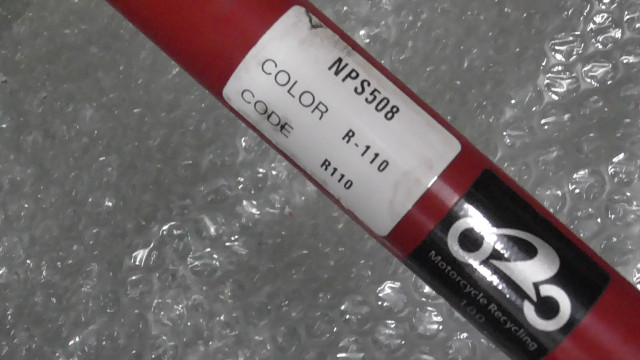 NPS508
COLOR R-110
CODE R110
Motorcycle Recycling